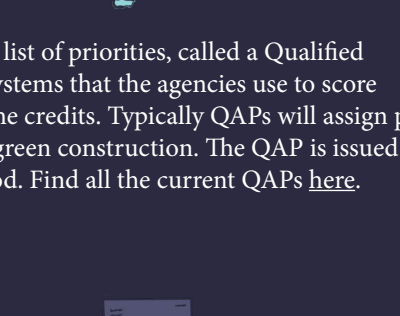 list of priorities, called a Qualified
ystems that the agencies use to score
he credits. Typically QAPs will assign p
green construction. The QAP is issued
od. Find all the current QAPs here.